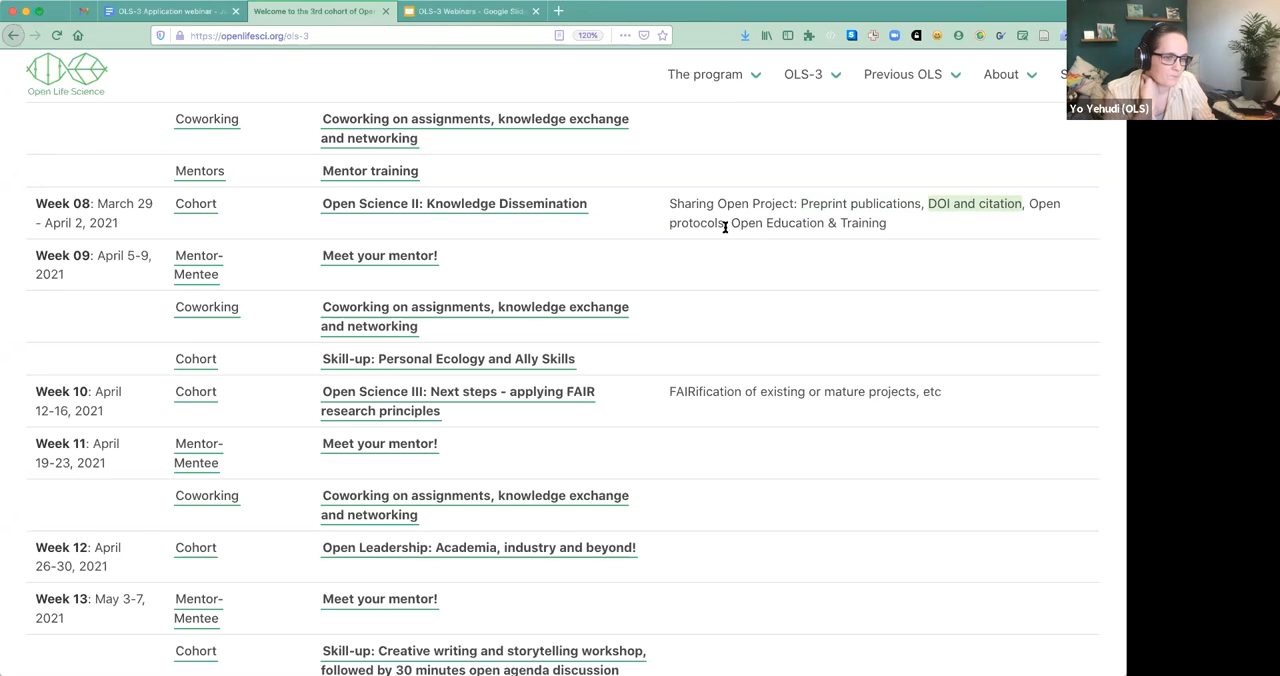 OLS-3 Application webinar - 
Welcome to the 3rd cohort of Open
OLS-3 Webinars - Google Slid
https://openlifesci.org/ols-3
120%
Open Life Science
The program
OLS-3
Previous OLS
About
Yo Yehudi (OLS)
Coworking
Coworking on assignments, knowledge exchange
and networking
Mentors
Mentor training
Week 08: March 29
- April 2, 2021
Cohort
Open Science II: Knowledge Dissemination
Sharing Open Project: Preprint publications, DOI and citation, Open
protocols, Open Education & Training
Week 09: April 5-9,
2021
Mentor-
Mentee
Meet your mentor!
Coworking
Coworking on assignments, knowledge exchange
and networking
Cohort
Skill-up: Personal Ecology and Ally Skills
Week 10: April
12-16, 2021
Cohort
Open Science III: Next steps - applying FAIR
research principles
FAIRification of existing or mature projects, etc
Week 11: April
19-23, 2021
Mentor-
Mentee
Meet your mentor!
Coworking
Coworking on assignments, knowledge exchange
and networking
Week 12: April
26-30, 2021
Cohort
Open Leadership: Academia, industry and beyond!
Week 13: May 3-7,
2021
Mentor-
Mentee
Meet your mentor!
Cohort
Skill-up: Creative writing and storytelling workshop,
followed by 30 minutes open agenda discussion